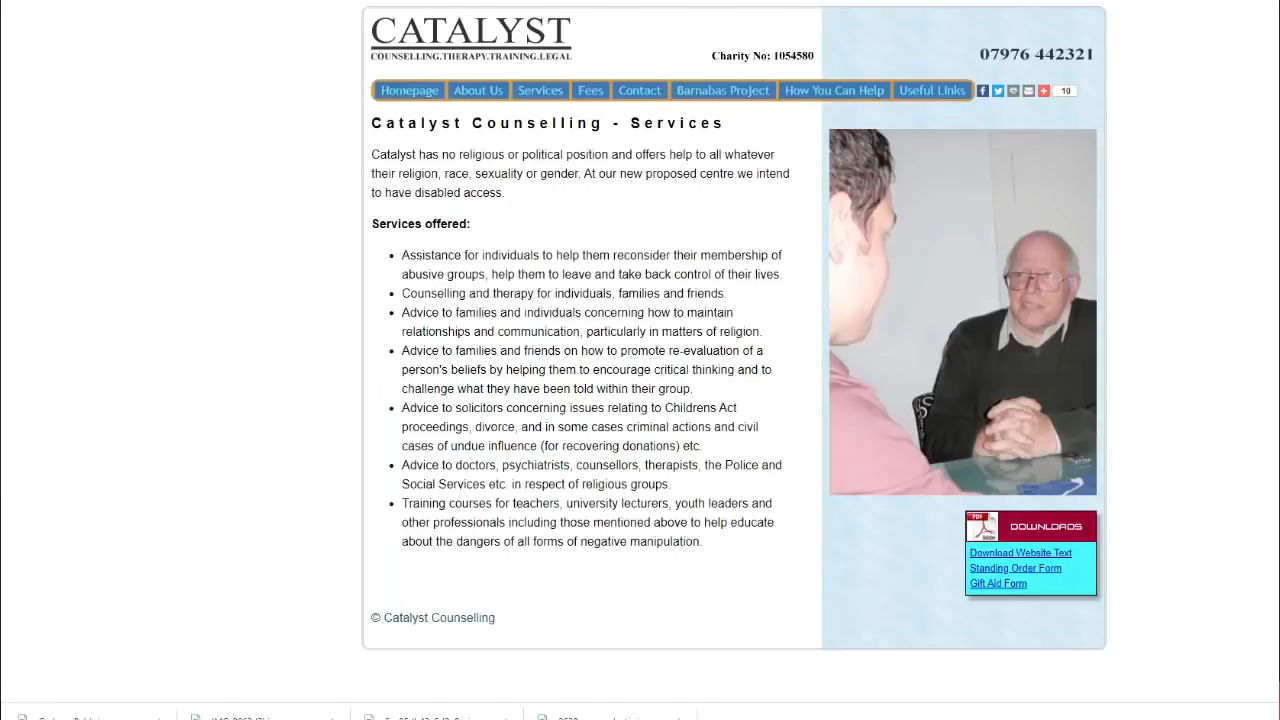 CATALYST
COUNSELLING.THERAPY.TRAINING.LEGAL
Charity No: 1054580
07976 442321
Homepage About Us Services Fees Contact Barnabas Project How You Can Help Useful Links
10
Catalyst Counselling - Services
Catalyst has no religious or political position and offers help to all whatever
their religion, race, sexuality or gender. At our new proposed centre we intend
to have disabled access.
Services offered:
Assistance for individuals to help them reconsider their membership of
abusive groups, help them to leave and take back control of their lives.
Counselling and therapy for individuals, families and friends.
Advice to families and individuals concerning how to maintain
relationships and communication, particularly in matters of religion.
Advice to families and friends on how to promote re-evaluation of a
person's beliefs by helping them to encourage critical thinking and to
challenge what they have been told within their group.
Advice to solicitors concerning issues relating to Childrens Act
proceedings, divorce, and in some cases criminal actions and civil
cases of undue influence (for recovering donations) etc.
Advice to doctors, psychiatrists, counsellors, therapists, the Police and
Social Services etc. in respect of religious groups.
Training courses for teachers, university lecturers, youth leaders and
other professionals including those mentioned above to help educate
about the dangers of all forms of negative manipulation.
PDF
Adobe
DOWNLOADS
Download Website Text
Standing Order Form
Gift Aid Form
© Catalyst Counselling